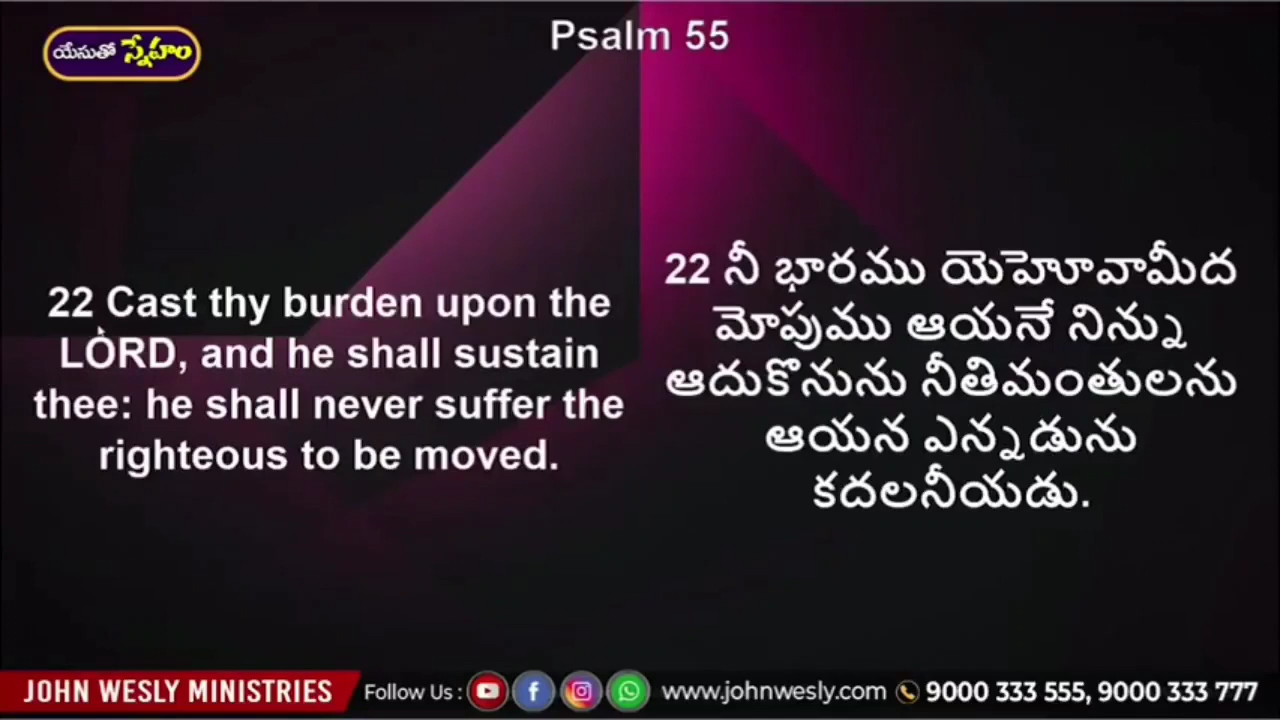 యేసుతో స్నేహం
Psalm 55
22 Cast thy burden upon the
LORD, and he shall sustain
thee: he shall never suffer the
righteous to be moved.
22 నీ భారము యెహోవామీద
మోపుము ఆయనే నిన్ను
ఆదుకొనును నీతిమంతులను
ఆయన ఎన్నడును
కదలనీయడు.
JOHN WESLY MINISTRIES
Follow Us :
www.johnwesly.com
9000 333 555, 9000 333 777